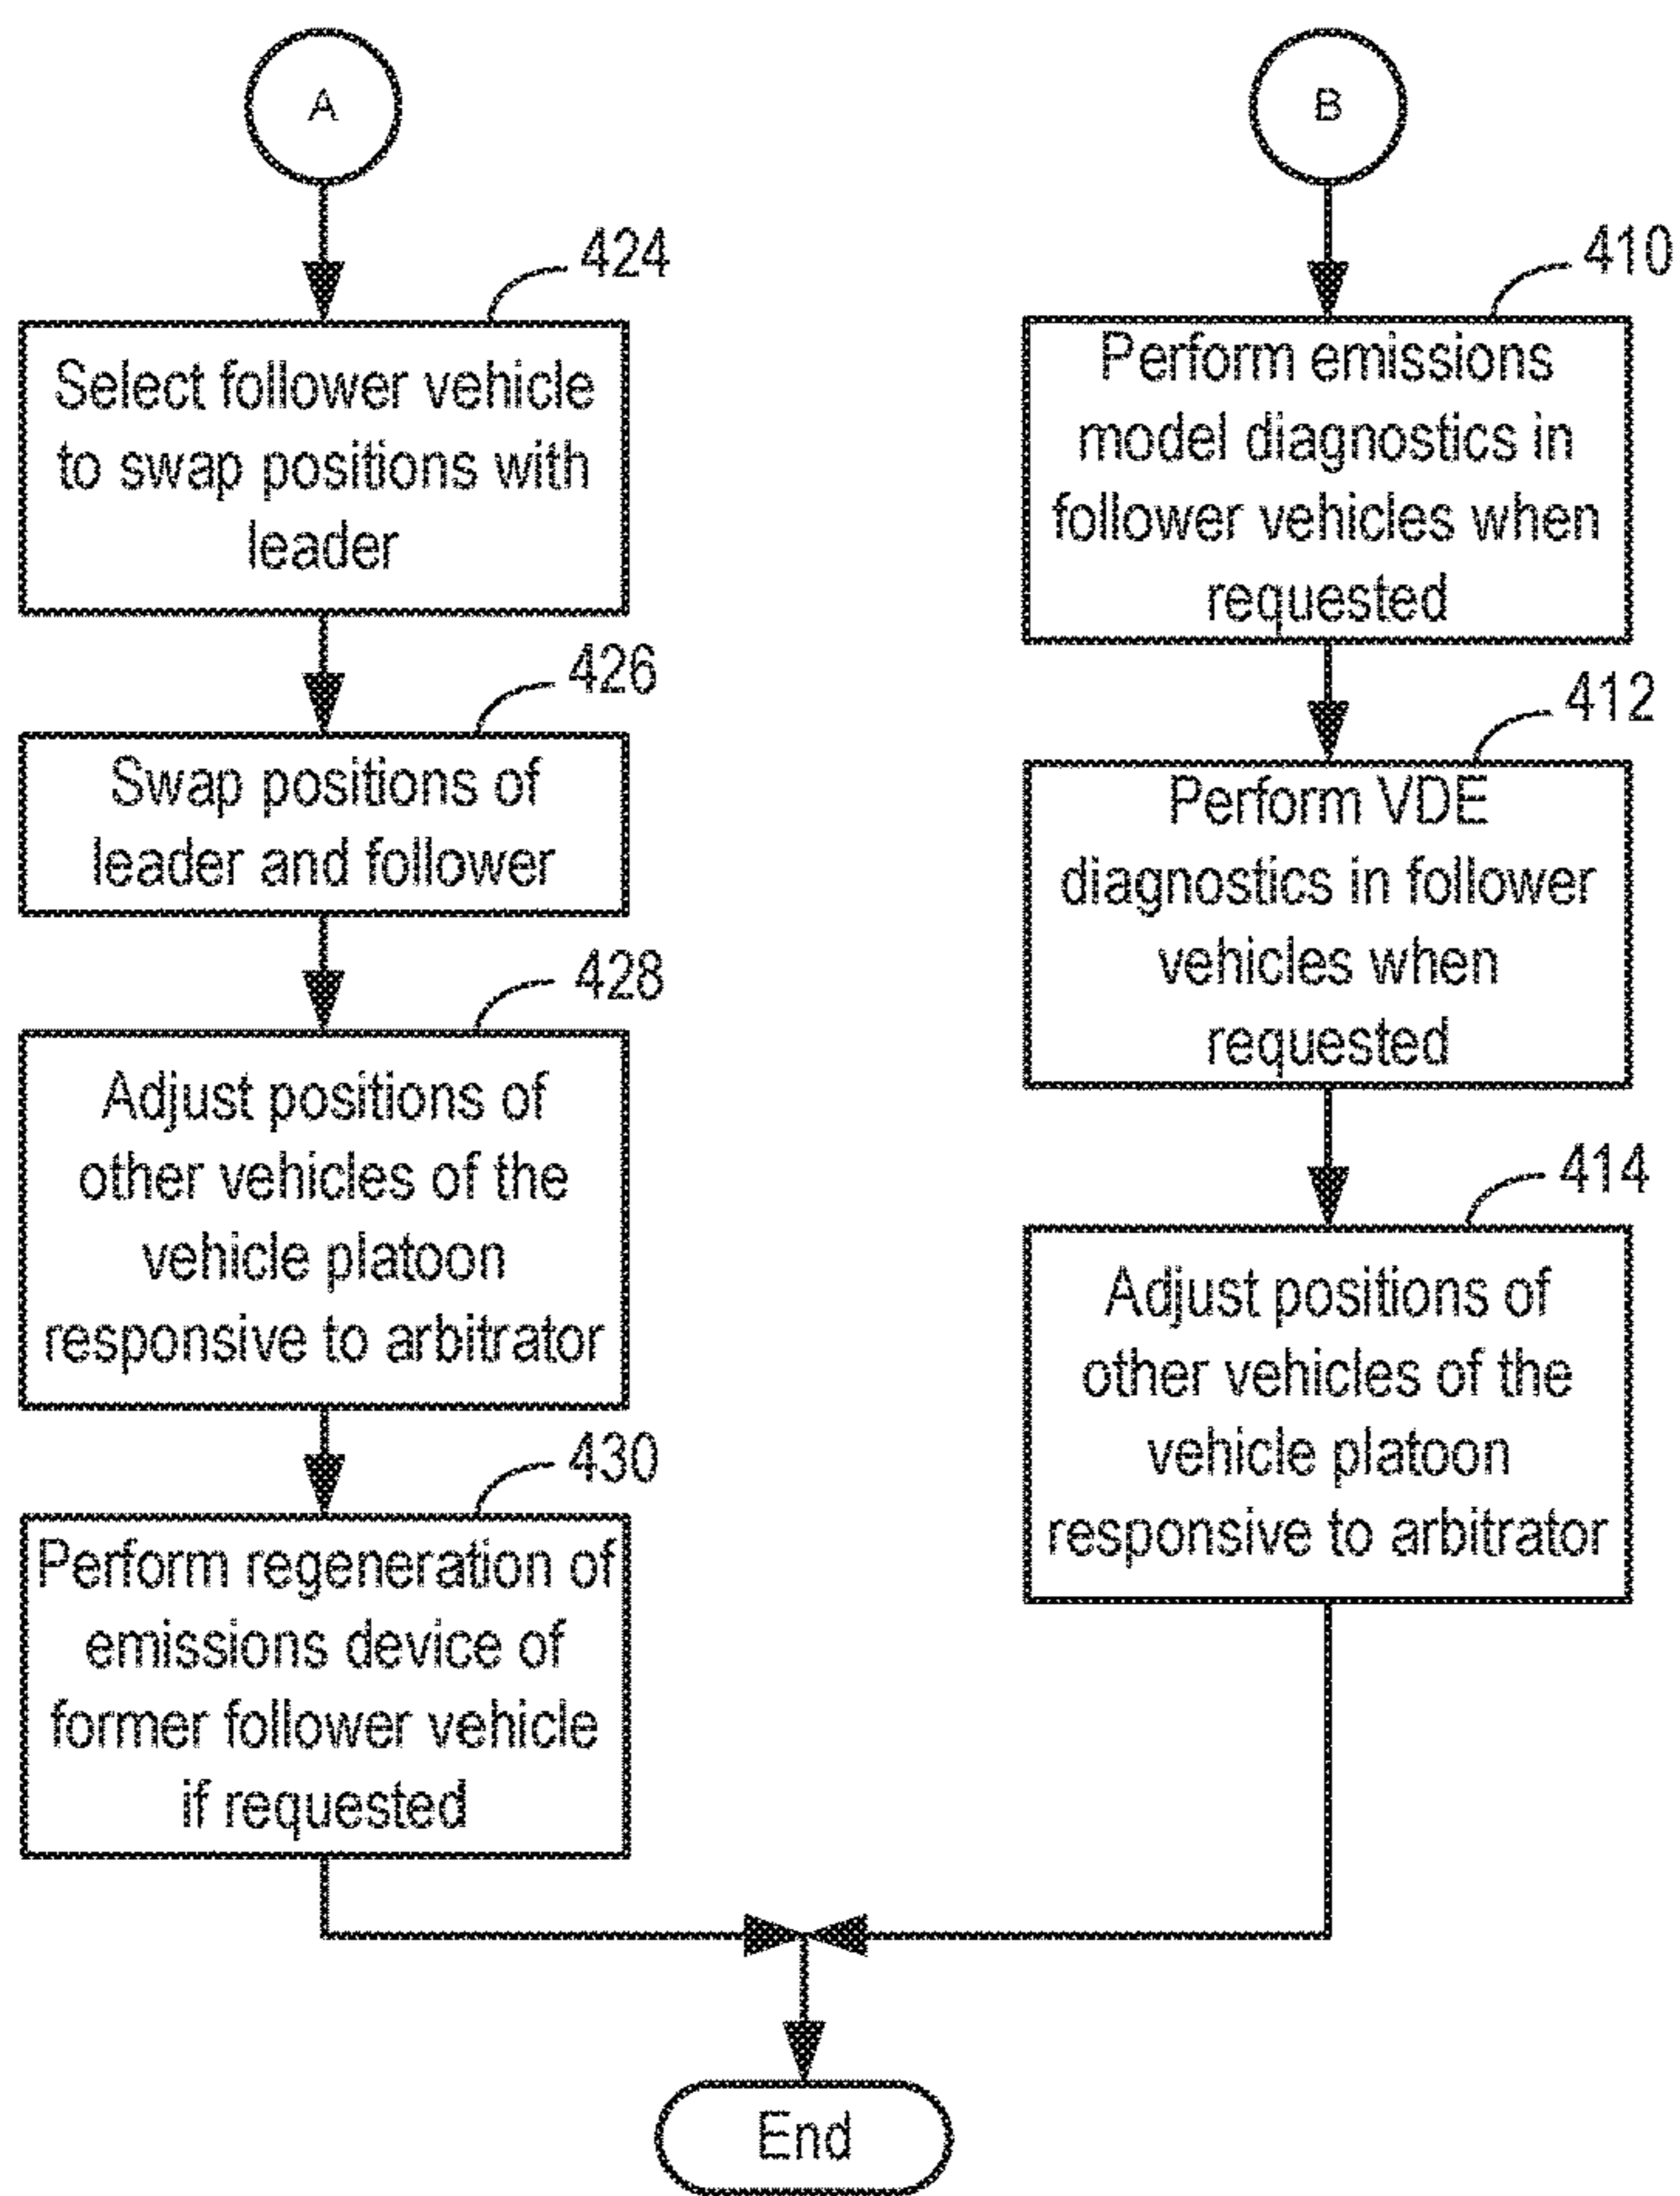 A
424
Select follower vehicle
to swap positions with
leader
426
Swap positions of
leader and follower
428
Adjust positions of
other vehicles of the
vehicle platoon
responsive to arbitrator
430
Perform regeneration of
emissions device of
former follower vehicle
if requested
B
410
Perform emissions
model diagnostics in
follower vehicles when
requested
412
Perform VDE
diagnostics in follower
vehicles when
requested
414
Adjust positions of
other vehicles of the
vehicle platoon
responsive to arbitrator
End